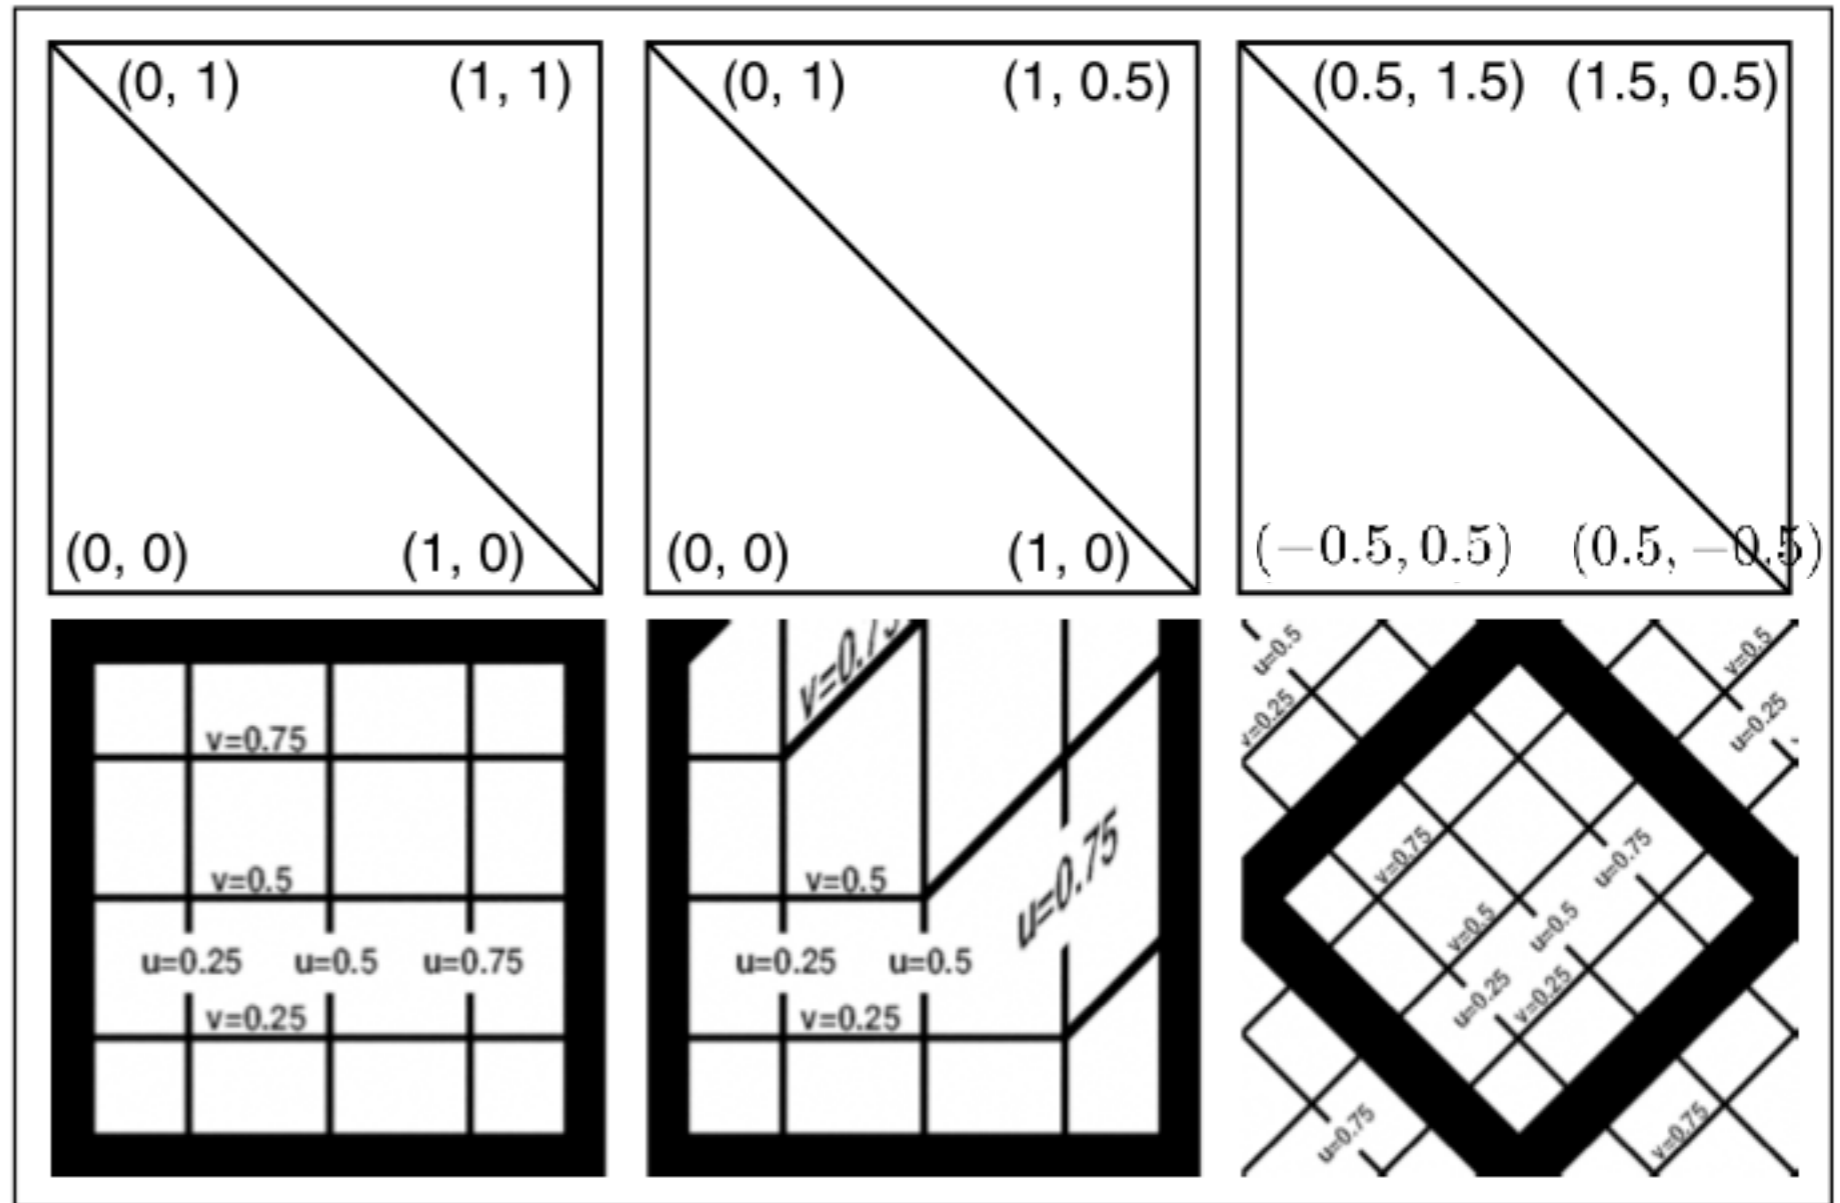 (0, 1) (1, 1)
(0, 0) (1, 0)
(0, 1) (1, 0.5)
(0, 0) (1, 0)
(0.5, 1.5) (1.5, 0.5)
(−0.5, 0.5) (0.5, −0.5)
v=0.75
v=0.5
u=0.25 u=0.5 u=0.75
v=0.25
v=0.75
v=0.5
u=0.75
u=0.25 u=0.5
v=0.25
u=0.5
v=0.5
v=0.25
u=0.25
v=0.75
u=0.75
v=0.5
u=0.5
u=0.25
v=0.25
u=0.75
v=0.75